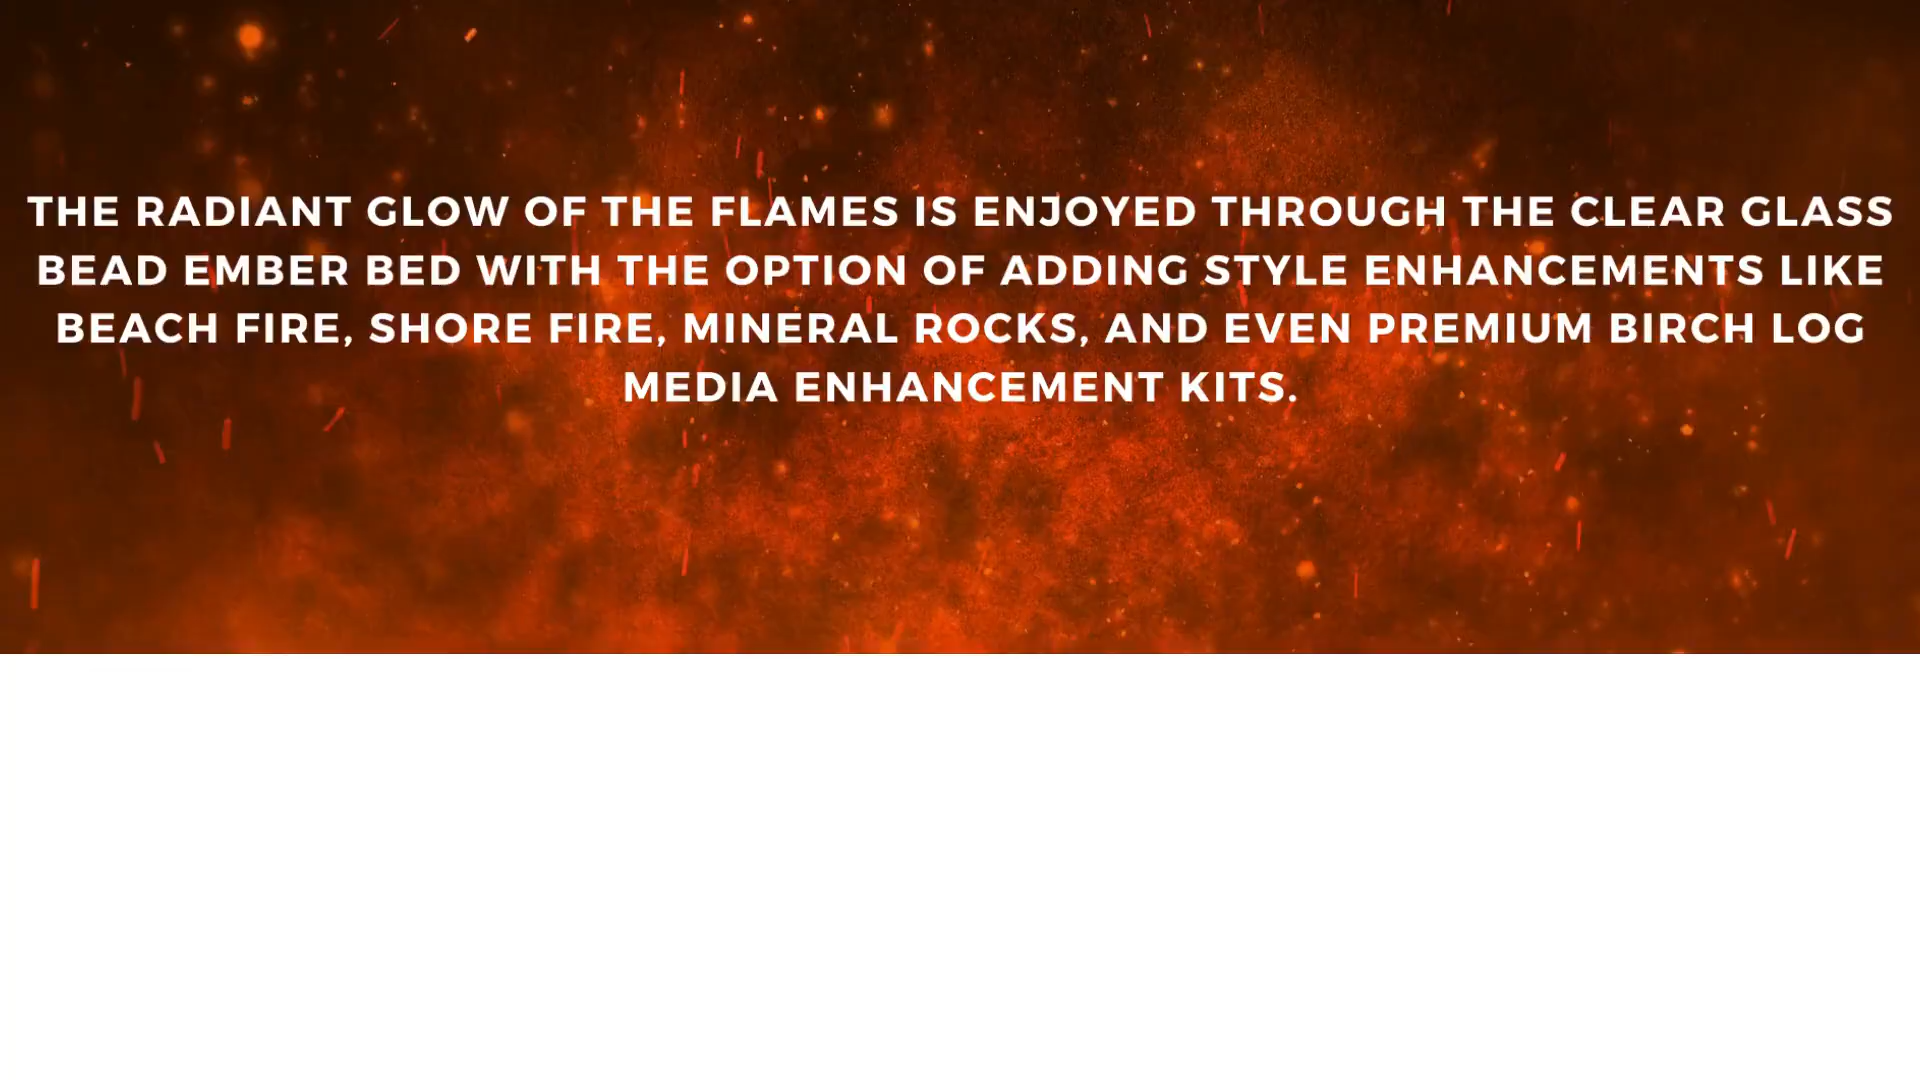 THE RADIANT GLOW OF THE FLAMES IS ENJOYED THROUGH THE CLEAR GLASS
BEAD EMBER BED WITH THE OPTION OF ADDING STYLE ENHANCEMENTS LIKE
BEACH FIRE, SHORE FIRE, MINERAL ROCKS, AND EVEN PREMIUM BIRCH LOG
MEDIA ENHANCEMENT KITS.